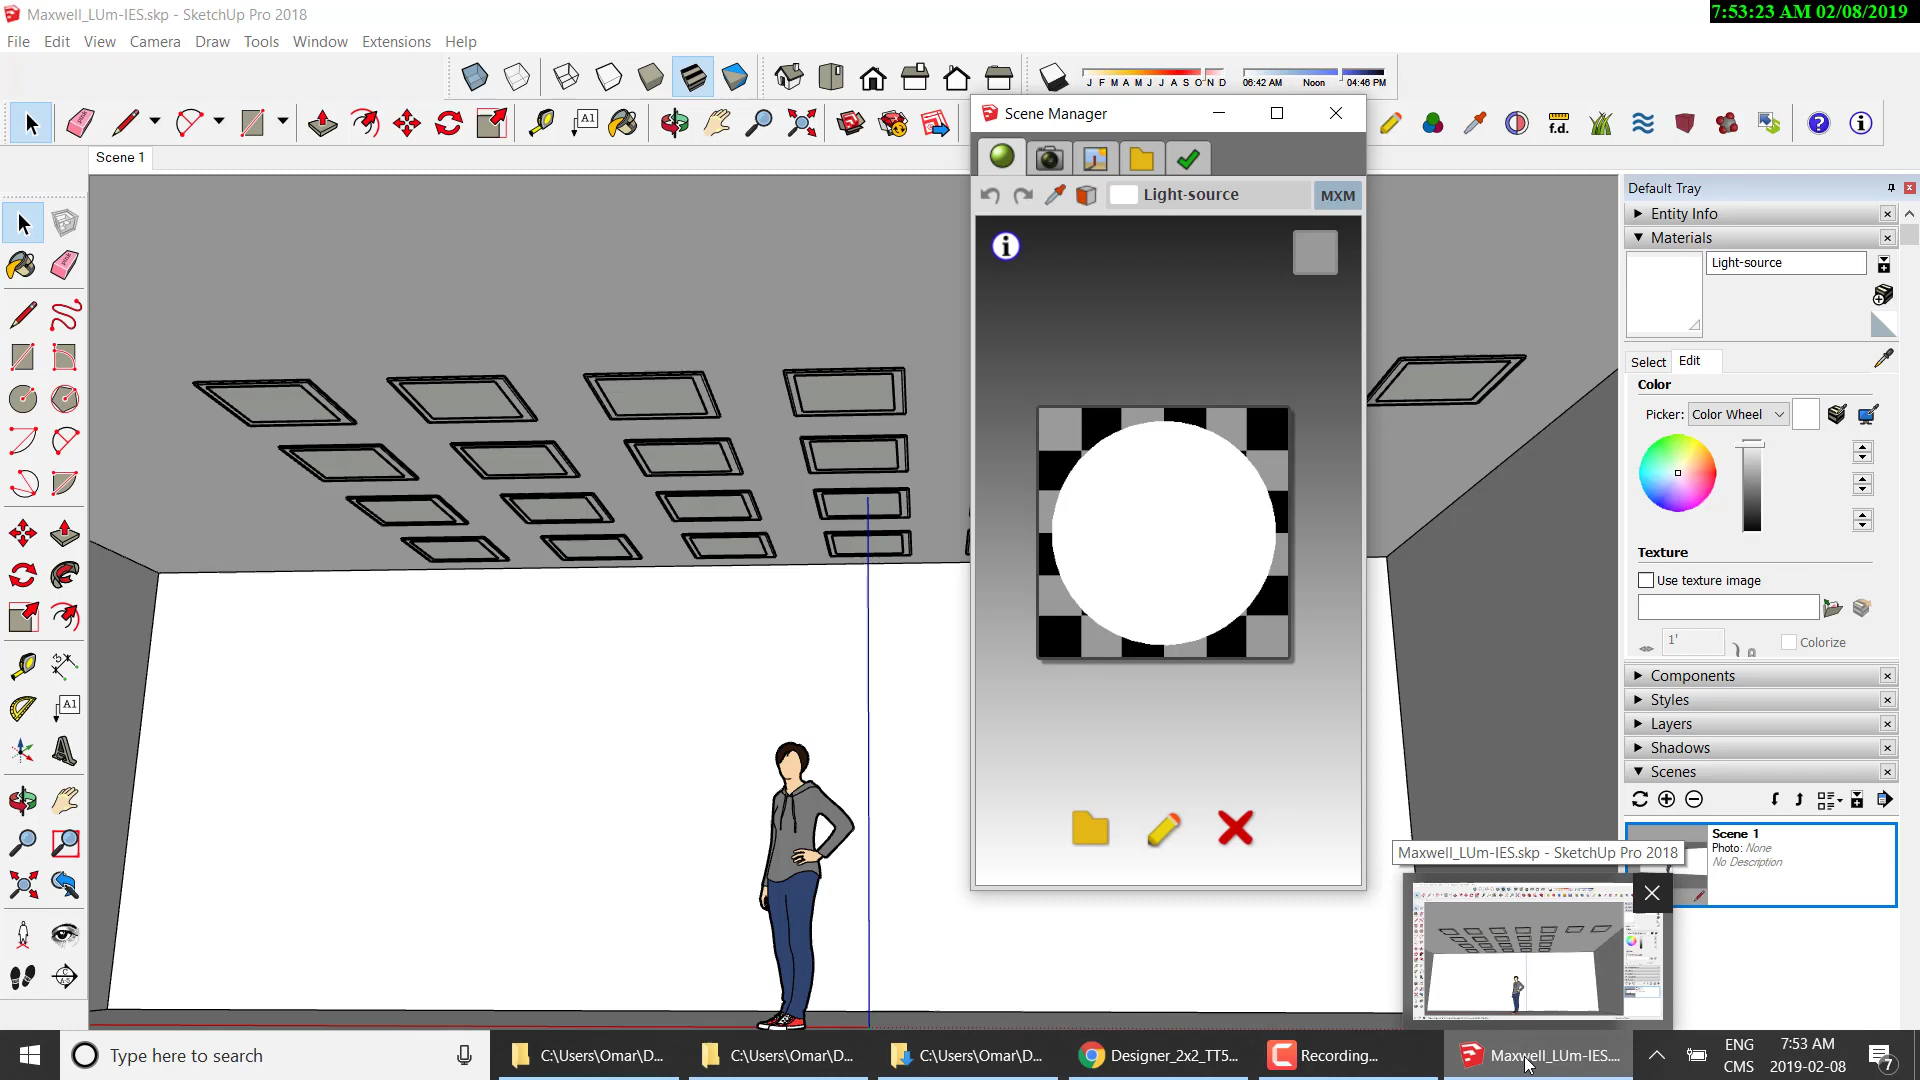 Maxwell_LUm-IES.skp - SketchUp Pro 2018
7:53:23 AM 02/08/2019
File Edit View Camera Draw Tools Window Extensions Help
J F M A M J J A S O N D
06:42 AM Noon 04:46 PM
A1
f.d.
Scene 1
Scene Manager
Light-source
MXM
Default Tray
Entity Info
Materials
Light-source
Select Edit
Color
Picker: Color Wheel
Texture
Use texture image
1'
Colorize
Components
Styles
Layers
Shadows
Scenes
Scene 1
Photo: None
No Description
A1
Maxwell_LUm-IES.skp - SketchUp Pro 2018
Type here to search
C:\Users\Omar\D...
C:\Users\Omar\D...
C:\Users\Omar\D...
Designer_2x2_TT5...
Recording...
Maxwell_LUm-IES....
ENG
CMS
7:53 AM
2019-02-08
7